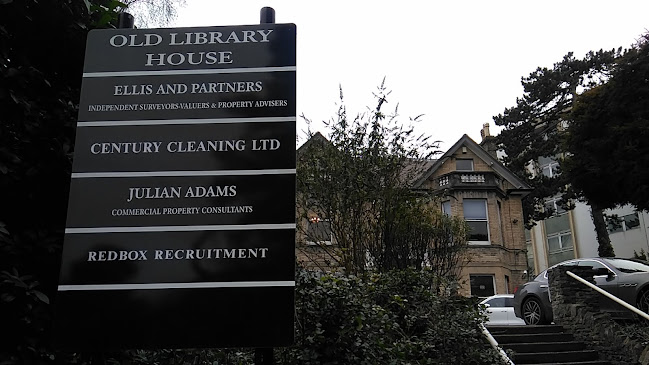 OLD LIBRARY
HOUSE
ELLIS AND PARTNERS
INDEPENDENT SURVEYORS-VALUERS & PROPERTY ADVISERS
CENTURY CLEANING LTD
JULIAN ADAMS
COMMERCIAL PROPERTY CONSULTANTS
REDBOX RECRUITMENT